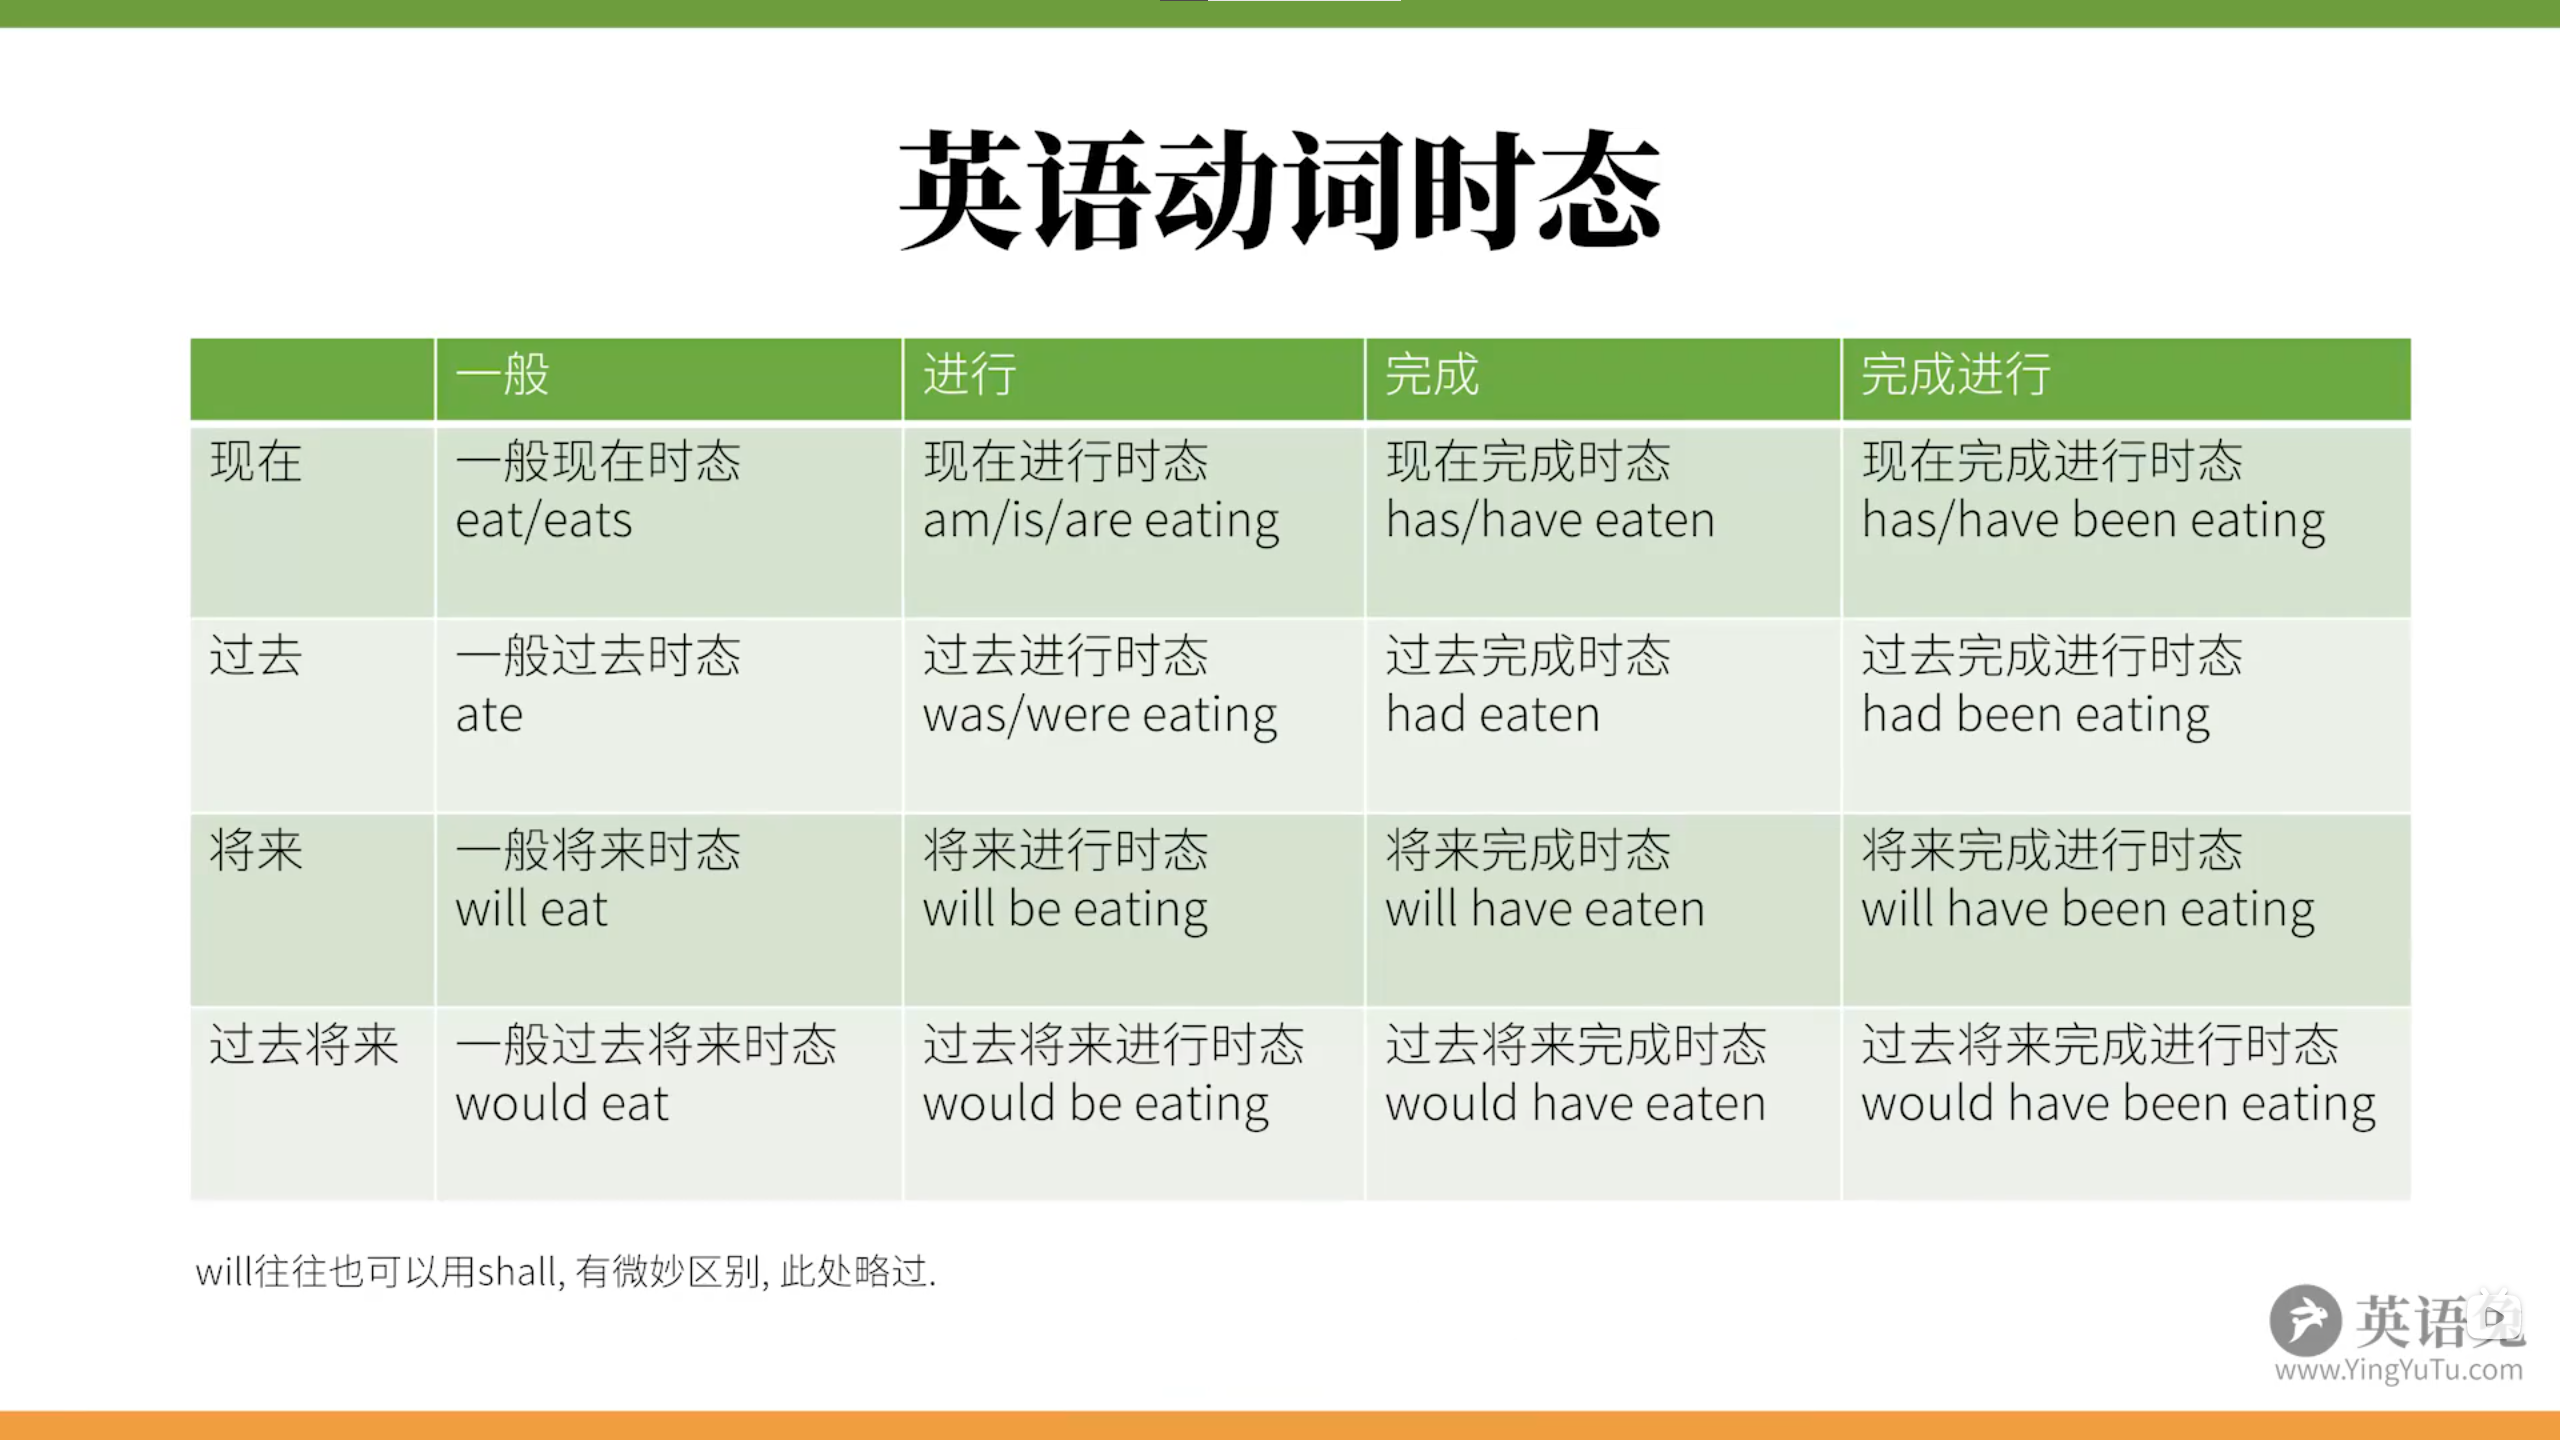 英语动词时态
一般 进行 完成 完成进行
现在 一般现在时态 现在进行时态 现在完成时态 现在完成进行时态
eat/eats am/is/are eating has/have eaten has/have been eating
过去 一般过去时态 过去进行时态 过去完成时态 过去完成进行时态
ate was/were eating had eaten had been eating
将来 一般将来时态 将来进行时态 将来完成时态 将来完成进行时态
will eat will be eating will have eaten will have been eating
过去将来 一般过去将来时态 过去将来进行时态 过去将来完成时态 过去将来完成进行时态
would eat would be eating would have eaten would have been eating
will往往也可以用shall, 有微妙区别, 此处略过.
英语
www.YingYuTu.com